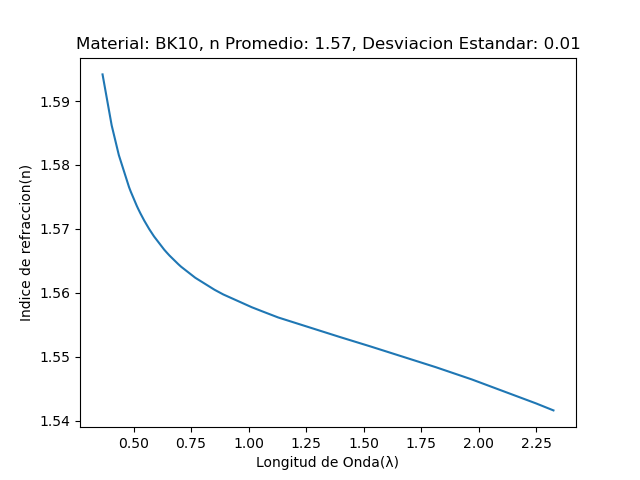 Material: BK10, n Promedio: 1.57, Desviacion Estandar: 0.01
1.59
1.58
1.57
1.56
1.55
1.54
Indice de refraccion(n)
0.50 0.75 1.00 1.25 1.50 1.75 2.00 2.25
Longitud de Onda(λ)